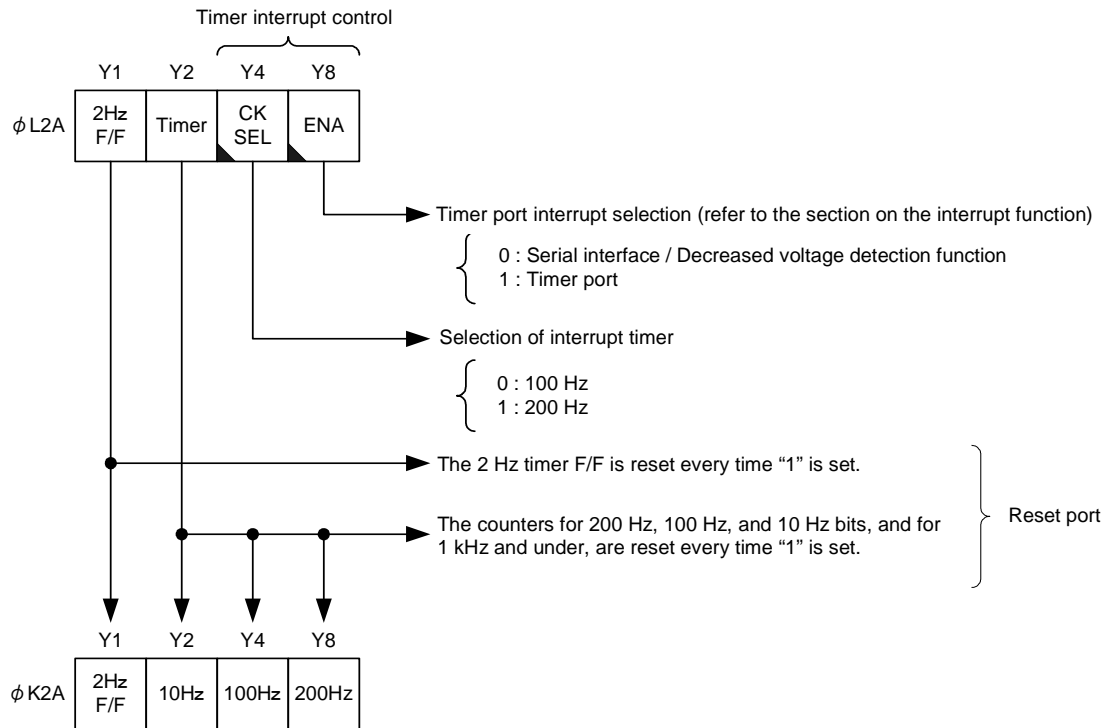 Timer interrupt control
Y1 Y2 Y4 Y8
ϕL2A 2Hz F/F Timer CK SEL ENA
Timer port interrupt selection (refer to the section on the interrupt function)
0 : Serial interface / Decreased voltage detection function
1 : Timer port
Selection of interrupt timer
0 : 100 Hz
1 : 200 Hz
The 2 Hz timer F/F is reset every time “1” is set.
The counters for 200 Hz, 100 Hz, and 10 Hz bits, and for
1 kHz and under, are reset every time “1” is set.
Reset port
Y1 Y2 Y4 Y8
ϕK2A 2Hz F/F 10Hz 100Hz 200Hz